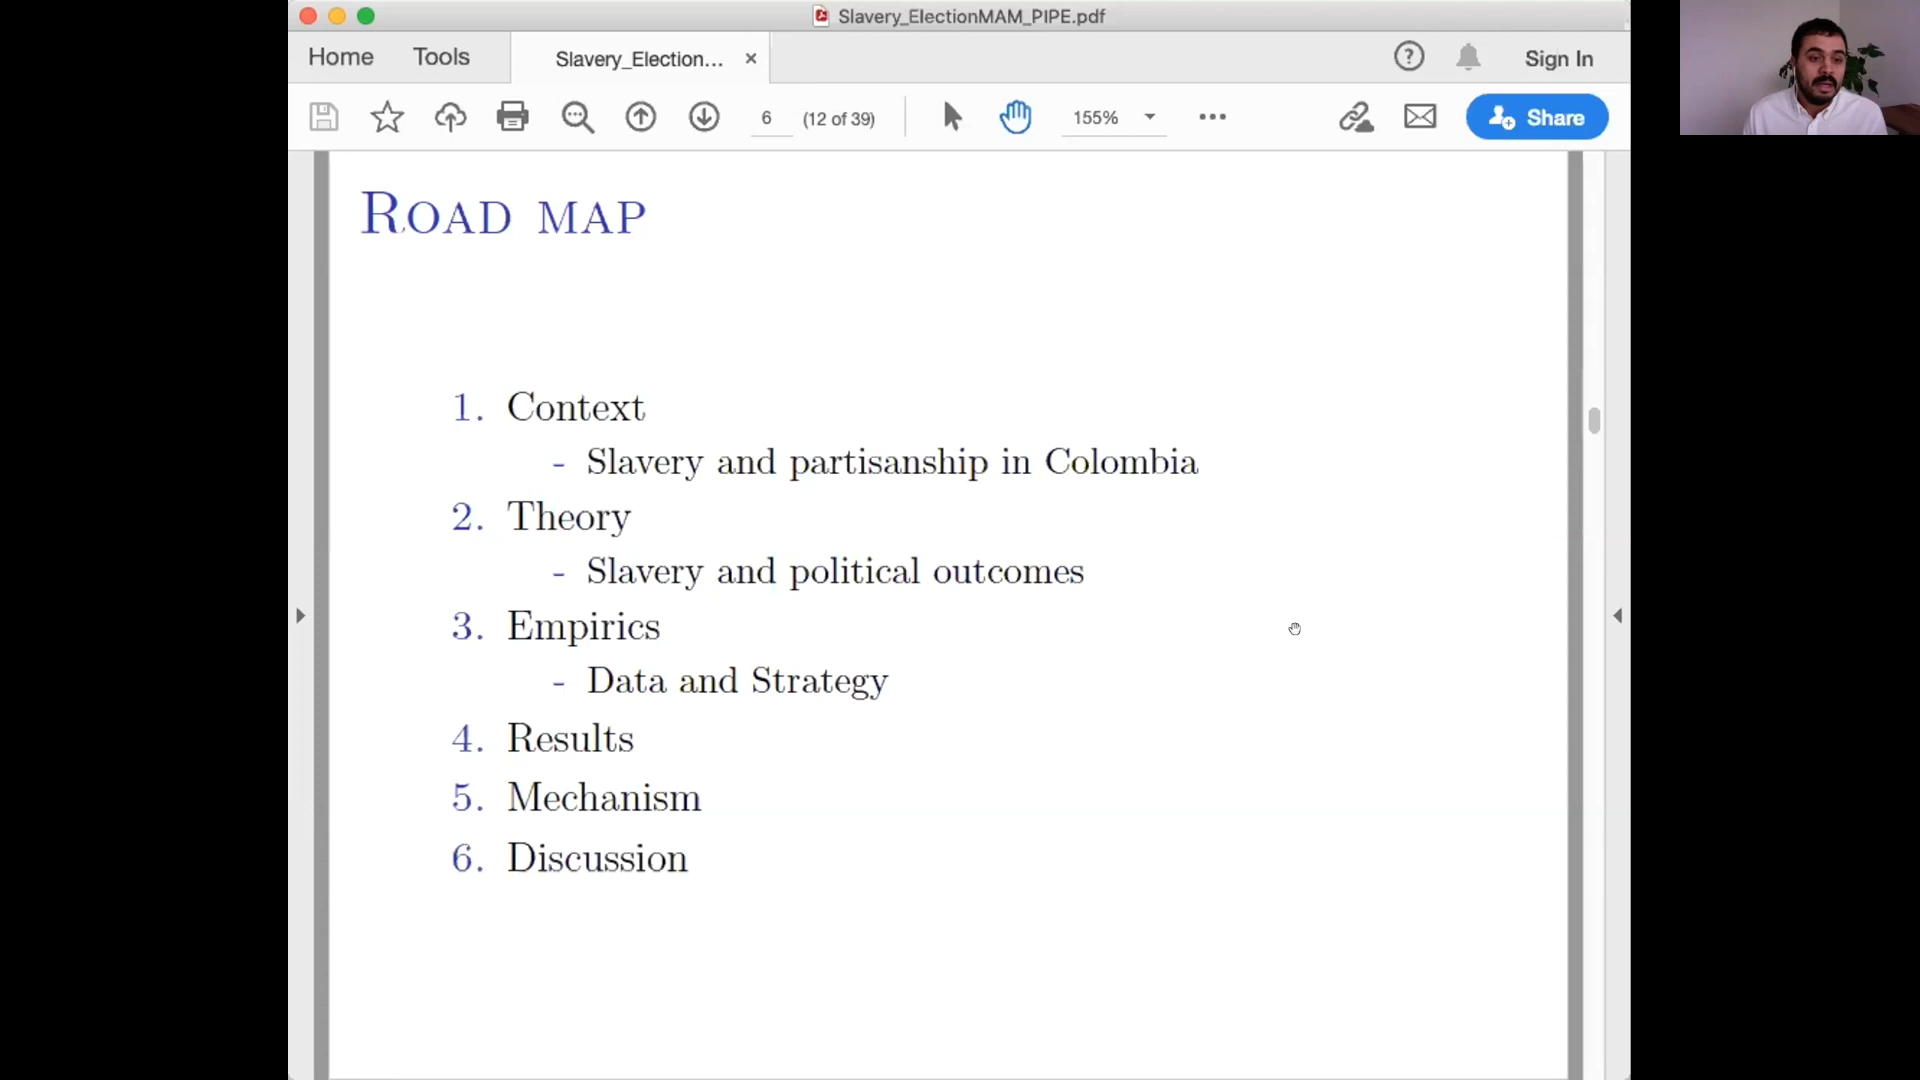 Slavery_ElectionMAM_PIPE.pdf
Home Tools Slavery_Election... × ? Sign In
6 (12 of 39) 155% Share
ROAD MAP
1. Context
- Slavery and partisanship in Colombia
2. Theory
- Slavery and political outcomes
3. Empirics
- Data and Strategy
4. Results
5. Mechanism
6. Discussion